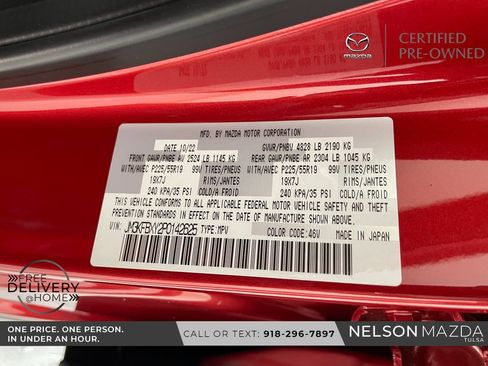 mazda
CERTIFIED
PRE-OWNED
MFD. BY MAZDA MOTOR CORPORATION
DATE 10/22
GVWR/PNBV 4828 LB 2190 KG
FRONT GAWR/PNBE AV 2524 LB 1145 KG
REAR GAWR/PNBE AR 2304 LB 1045 KG
WITH/AVEC P225/55R19 99V TIRES/PNEUS
WITH/AVEC P225/55R19 99V TIRES/PNEUS
19X7J RIMS/JANTES
19X7J RIMS/JANTES
240 KPA/35 PSI COLD/A FROID
240 KPA/35 PSI COLD/A FROID
THIS VEHICLE CONFORMS TO ALL APPLICABLE FEDERAL MOTOR VEHICLE SAFETY, BUMPER, AND THEFT
PREVENTION STANDARDS IN EFFECT ON THE DATE OF MANUFACTURE SHOWN ABOVE.
VIN: JM3KFBXY2P0142625 TYPE:MPV
COLOR CODE:46V
MADE IN JAPAN
FREE
DELIVERY
@HOME
ONE PRICE. ONE PERSON.
IN UNDER AN HOUR.
CALL OR TEXT: 918-296-7897
NELSON MAZDA
TULSA